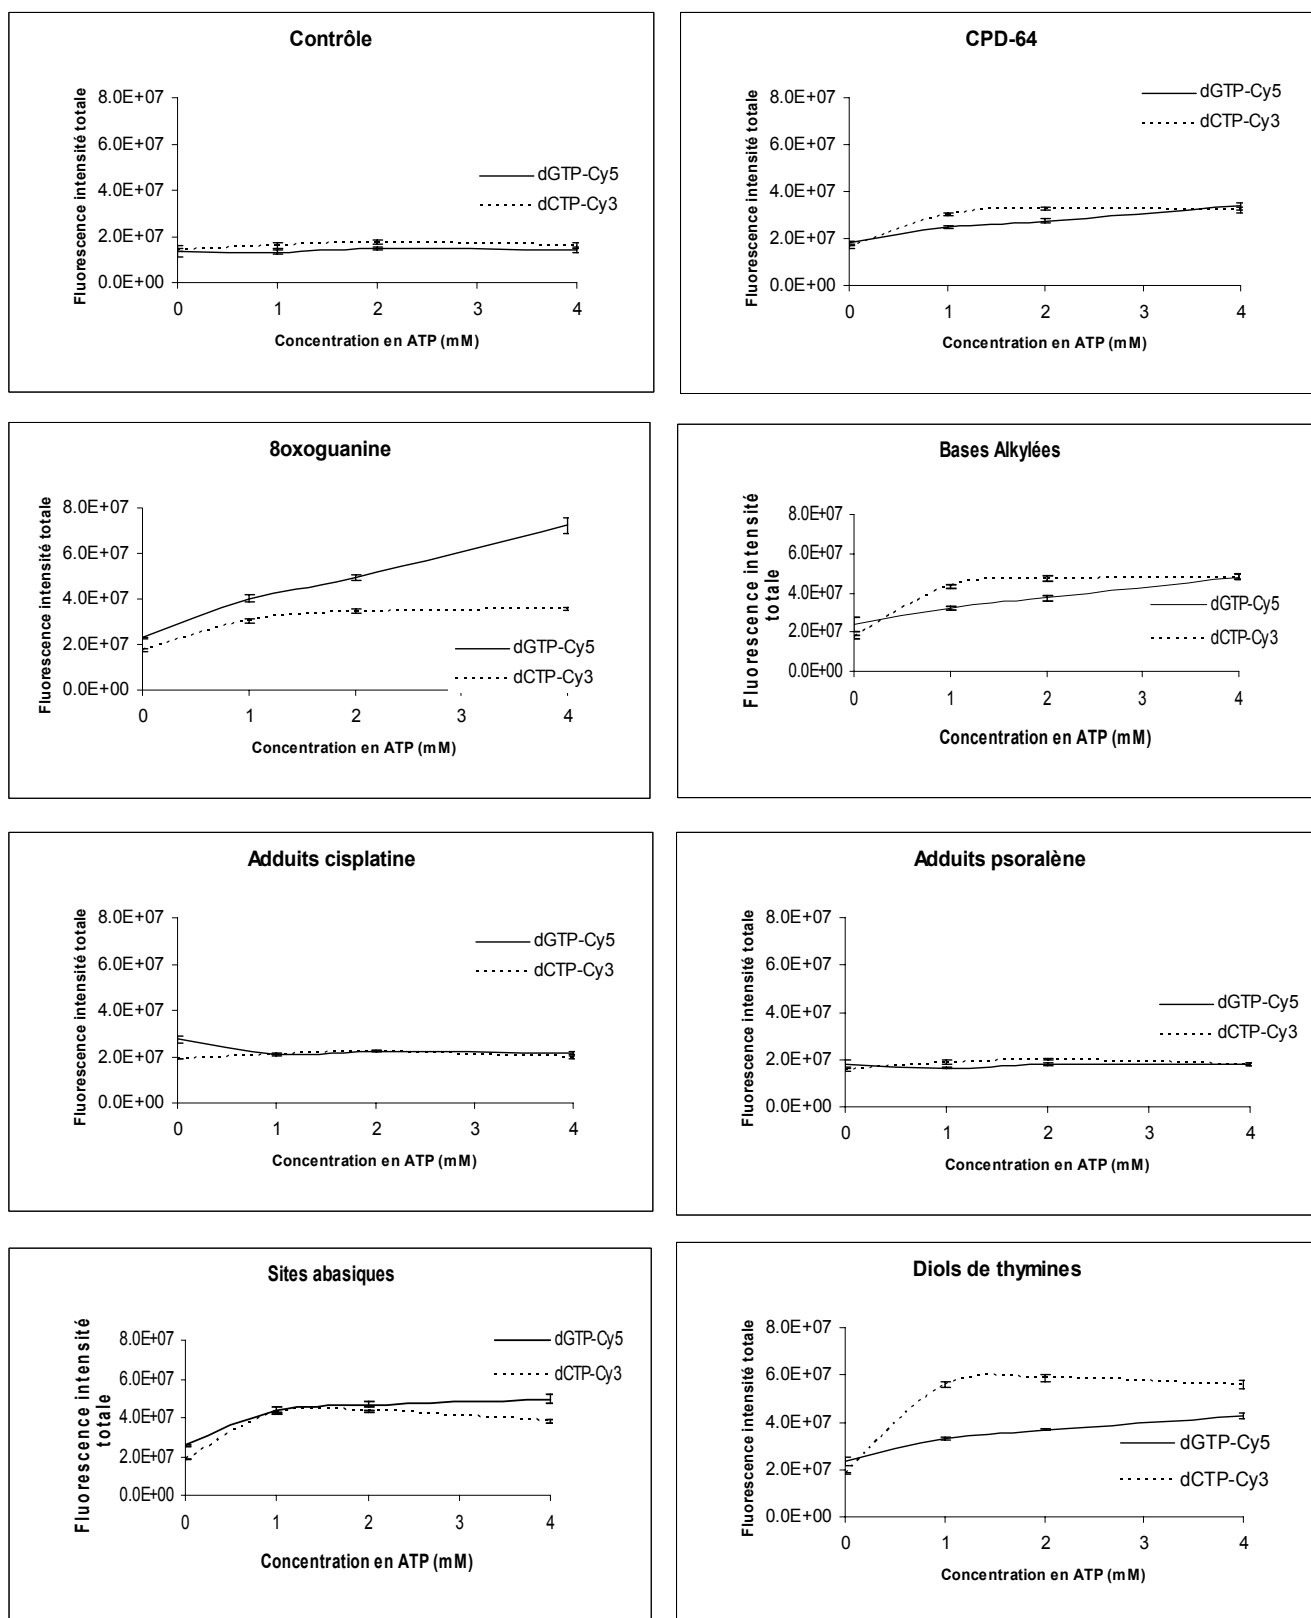 Contrôle
Fluorescence intensité totale
8.0E+07
6.0E+07
4.0E+07
2.0E+07
0.0E+00
dGTP-Cy5
dCTP-Cy3
0 1 2 3 4
Concentration en ATP (mM)
CPD-64
Fluorescence intensité totale
8.0E+07
6.0E+07
4.0E+07
2.0E+07
0.0E+00
dGTP-Cy5
dCTP-Cy3
0 1 2 3 4
Concentration en ATP (mM)
8oxoguanine
Fluorescence intensité totale
8.0E+07
6.0E+07
4.0E+07
2.0E+07
0.0E+00
dGTP-Cy5
dCTP-Cy3
0 1 2 3 4
Concentration en ATP (mM)
Bases Alkylées
Fluorescence intensité
totale
8.0E+07
6.0E+07
4.0E+07
2.0E+07
0.0E+00
dGTP-Cy5
dCTP-Cy3
0 1 2 3 4
Concentration en ATP (mM)
Adduits cisplatine
Fluorescence intensité totale
8.0E+07
6.0E+07
4.0E+07
2.0E+07
0.0E+00
dGTP-Cy5
dCTP-Cy3
0 1 2 3 4
Concentration en ATP (mM)
Adduits psoralène
Fluorescence intensité totale
8.0E+07
6.0E+07
4.0E+07
2.0E+07
0.0E+00
dGTP-Cy5
dCTP-Cy3
0 1 2 3 4
Concentration en ATP (mM)
Sites abasiques
Fluorescence intensité
totale
8.0E+07
6.0E+07
4.0E+07
2.0E+07
0.0E+00
dGTP-Cy5
dCTP-Cy3
0 1 2 3 4
Concentration en ATP (mM)
Diols de thymines
Fluorescence intensité totale
8.0E+07
6.0E+07
4.0E+07
2.0E+07
0.0E+00
dGTP-Cy5
dCTP-Cy3
0 1 2 3 4
Concentration en ATP (mM)